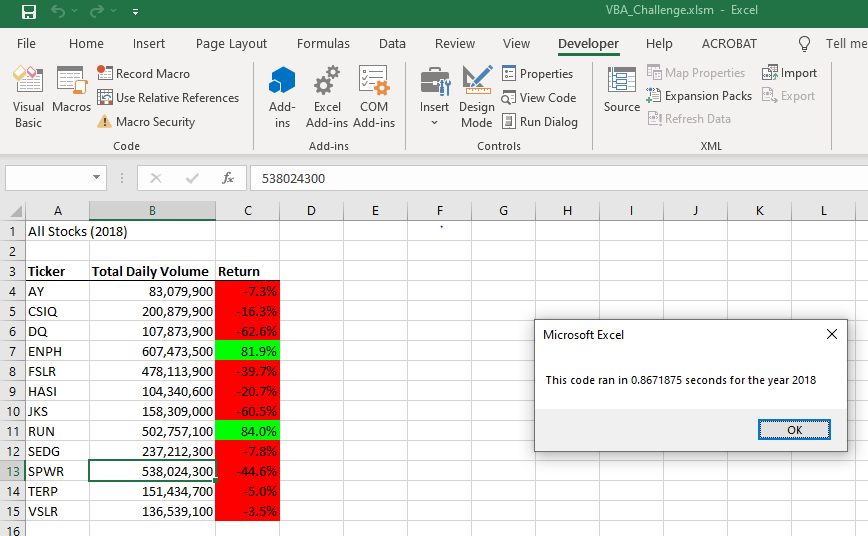 VBA_Challenge.xlsm - Excel
File Home Insert Page Layout Formulas Data Review View Developer Help ACROBAT Tell me
Visual Basic
Macros
Record Macro
Use Relative References
Macro Security
Code
Add-ins
Excel Add-ins
COM Add-ins
Add-ins
Insert
Design Mode
Properties
View Code
Run Dialog
Controls
Source
Map Properties
Expansion Packs
Refresh Data
Import
Export
XML
fx 538024300
A B C D E F G H I J K L
1 All Stocks (2018)
2
3 Ticker Total Daily Volume Return
4 AY 83,079,900 -7.3%
5 CSIQ 200,879,900 -16.3%
6 DQ 107,873,900 -62.6%
7 ENPH 607,473,500 81.9%
8 FSLR 478,113,900 -39.7%
9 HASI 104,340,600 -20.7%
10 JKS 158,309,000 -60.5%
11 RUN 502,757,100 84.0%
12 SEDG 237,212,300 -7.8%
13 SPWR 538,024,300 -44.6%
14 TERP 151,434,700 -5.0%
15 VSLR 136,539,100 -3.5%
16
Microsoft Excel
This code ran in 0.8671875 seconds for the year 2018
OK